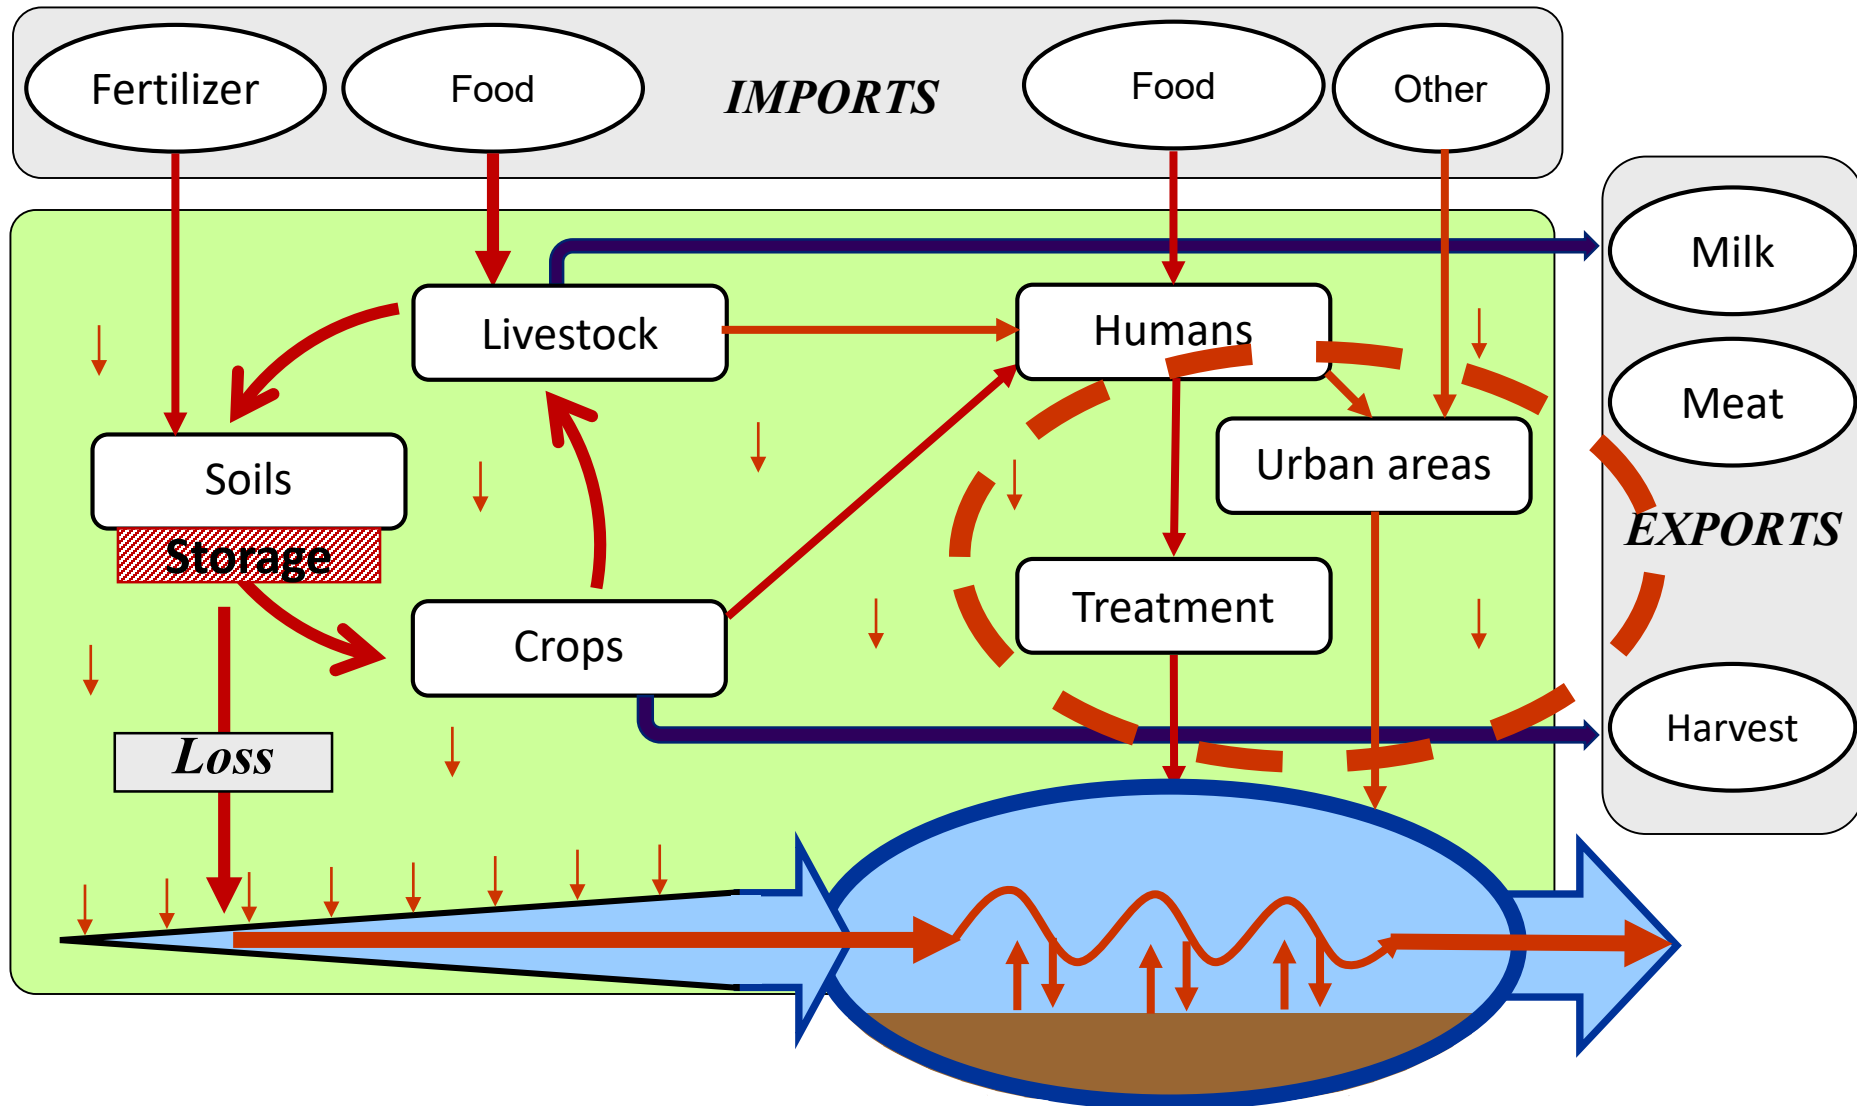 Fertilizer
Food
IMPORTS
Food
Other
Milk
Livestock
Humans
Meat
Soils
Urban areas
Storage
EXPORTS
Treatment
Crops
Harvest
Loss